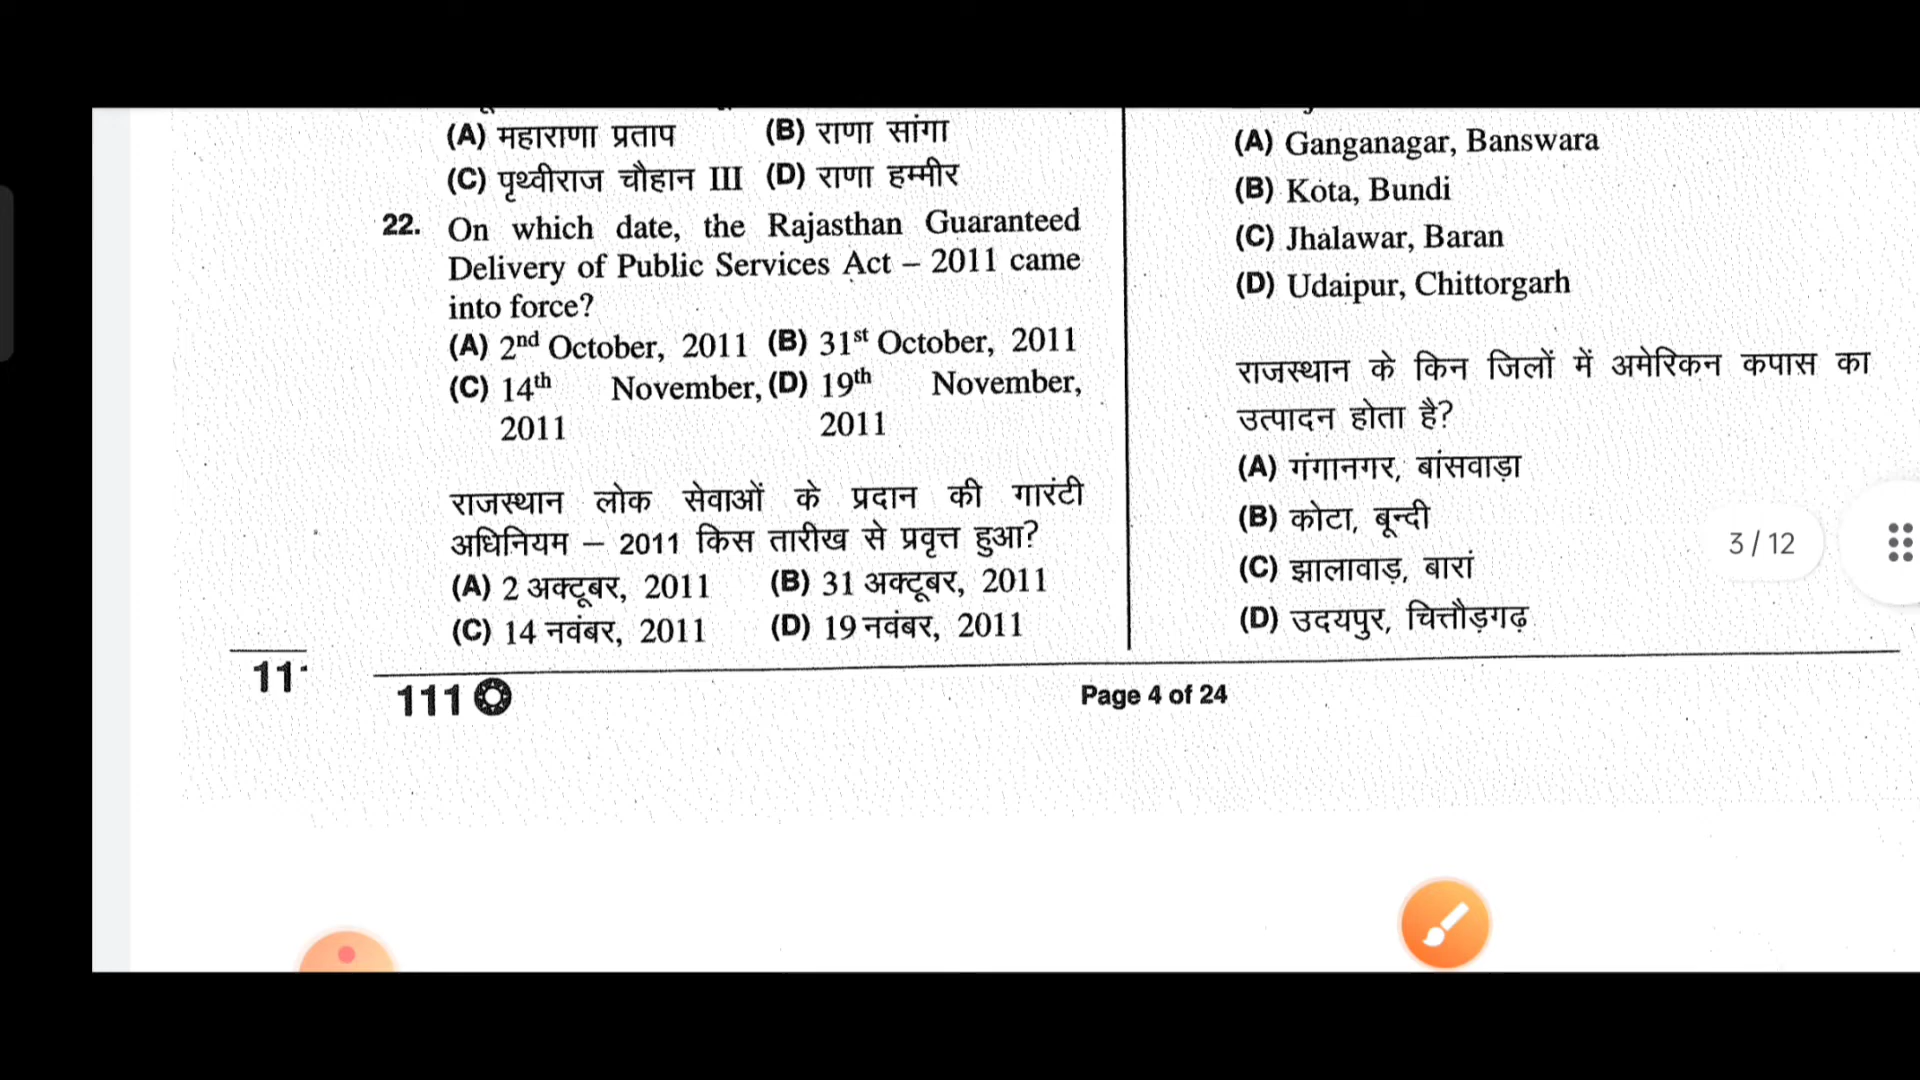 (A) महाराणा प्रताप (B) राणा सांगा
(C) पृथ्वीराज चौहान III (D) राणा हम्मीर
22. On which date, the Rajasthan Guaranteed
Delivery of Public Services Act – 2011 came
into force?
(A) 2nd October, 2011 (B) 31st October, 2011
(C) 14th November, (D) 19th November,
2011 2011
राजस्थान लोक सेवाओं के प्रदान की गारंटी
अधिनियम – 2011 किस तारीख से प्रवृत्त हुआ?
(A) 2 अक्टूबर, 2011 (B) 31 अक्टूबर, 2011
(C) 14 नवंबर, 2011 (D) 19 नवंबर, 2011
(A) Ganganagar, Banswara
(B) Kota, Bundi
(C) Jhalawar, Baran
(D) Udaipur, Chittorgarh
राजस्थान के किन जिलों में अमेरिकन कपास का
उत्पादन होता है?
(A) गंगानगर, बांसवाड़ा
(B) कोटा, बून्दी
(C) झालावाड़, बारां
(D) उदयपुर, चित्तौड़गढ़
3 / 12
11
111
Page 4 of 24